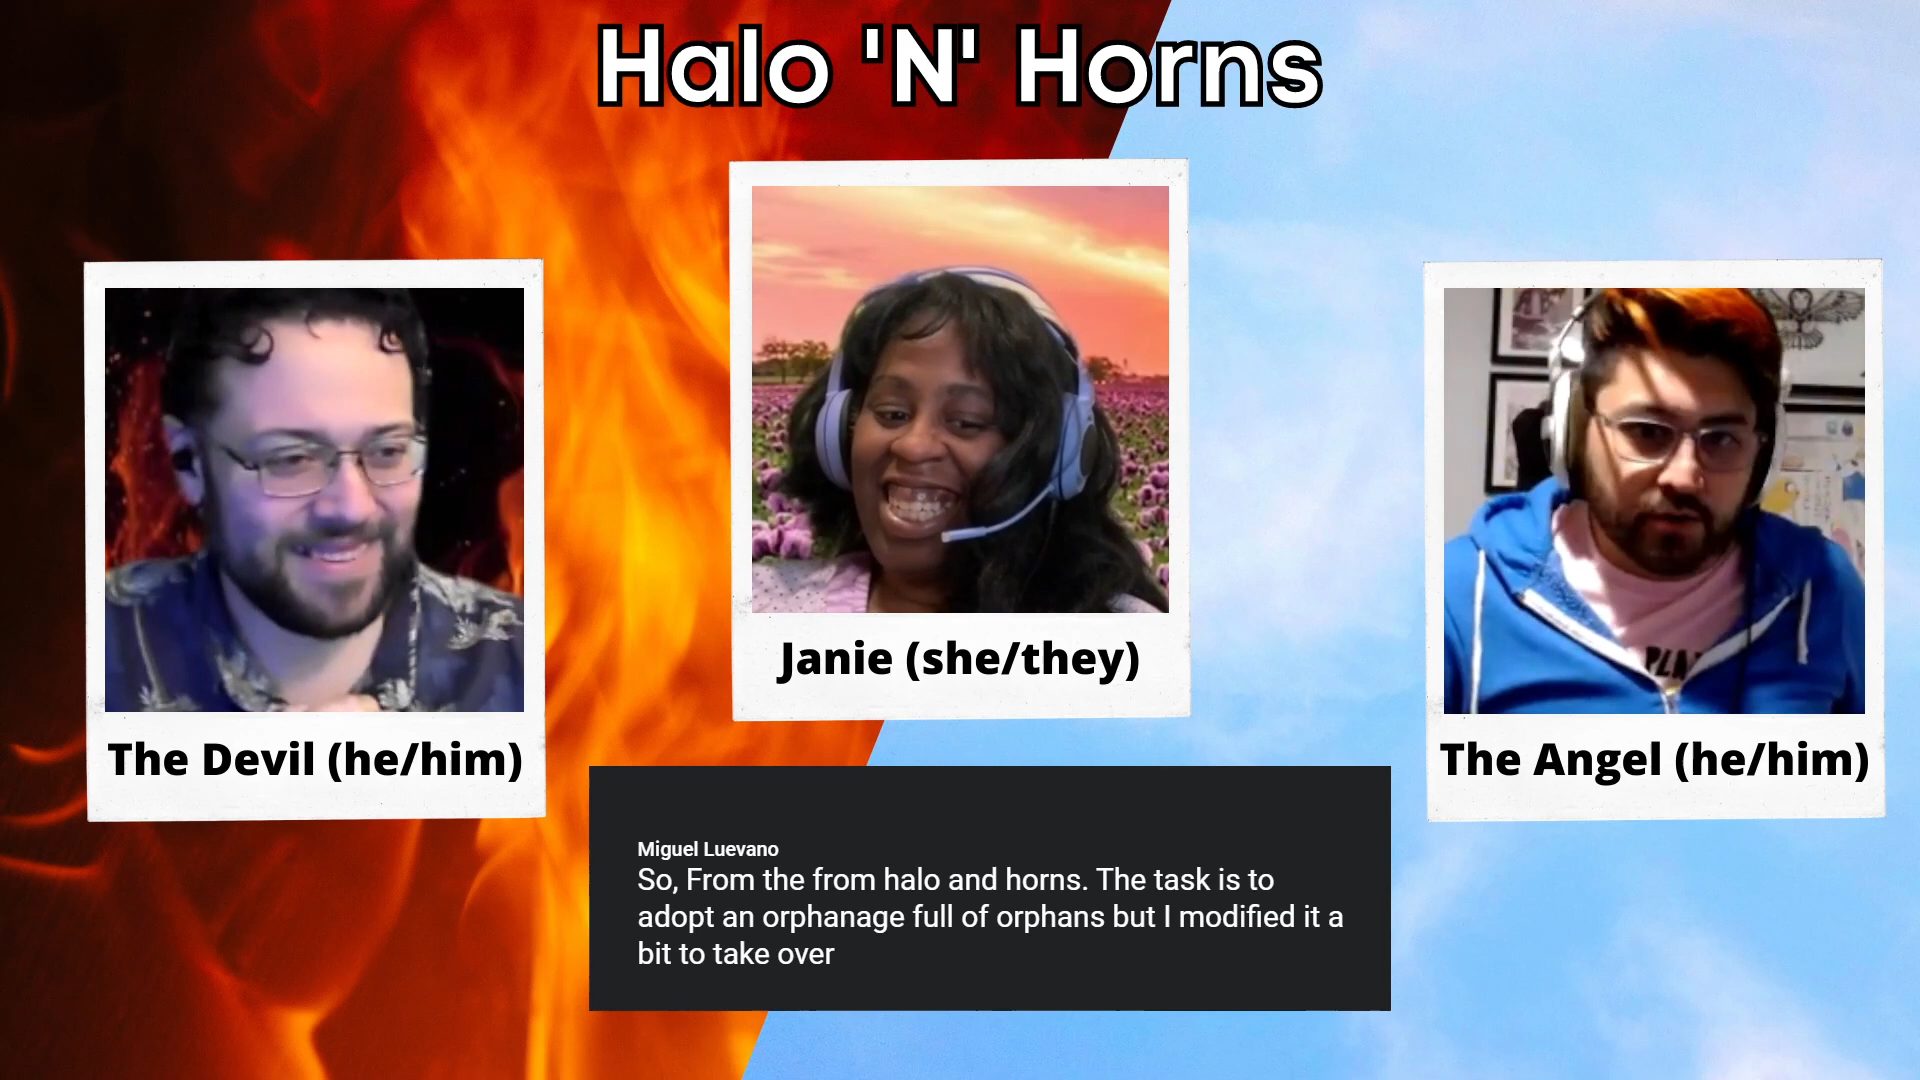 Halo 'N' Horns
Janie (she/they)
The Devil (he/him)
The Angel (he/him)
PLA
Miguel Luevano
So, From the from halo and horns. The task is to
adopt an orphanage full of orphans but I modified it a
bit to take over